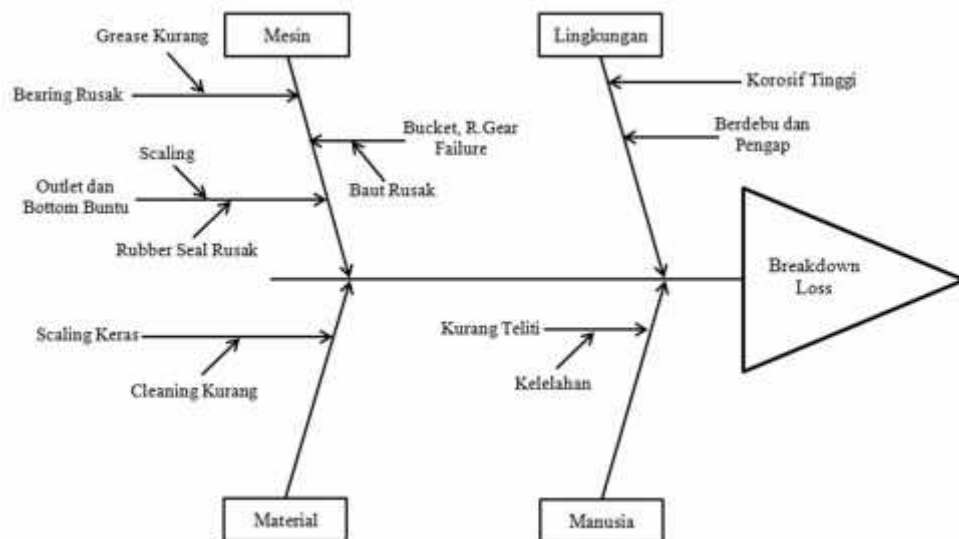 Mesin
Lingkungan
Grease Kurang
Bearing Rusak
Korosif Tinggi
Bucket, R.Gear
Failure
Berdebu dan
Pengap
Scaling
Baut Rusak
Outlet dan
Bottom Buntu
Rubber Seal Rusak
Breakdown
Loss
Scaling Keras
Kurang Teliti
Cleaning Kurang
Kelelahan
Material
Manusia